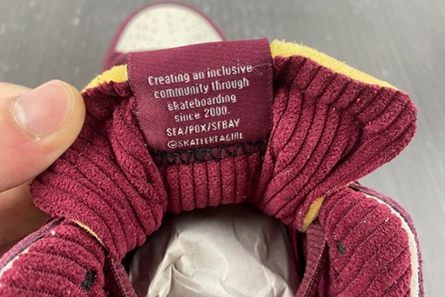 Creating an inclusive
community through
skateboarding
since 2000.
SEA/PDX/SFBAY
@SKATELIKEAGIRL